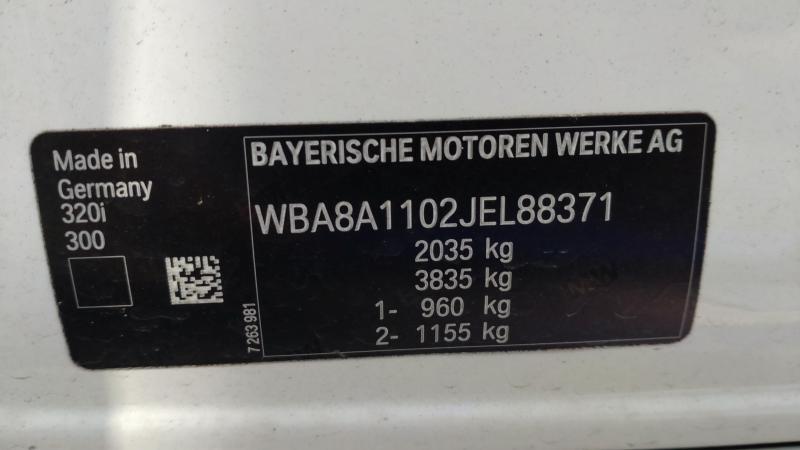 Made in
Germany
320i
300
7 263 981
BAYERISCHE MOTOREN WERKE AG
WBA8A1102JEL88371
2035 kg
3835 kg
1- 960 kg
2- 1155 kg